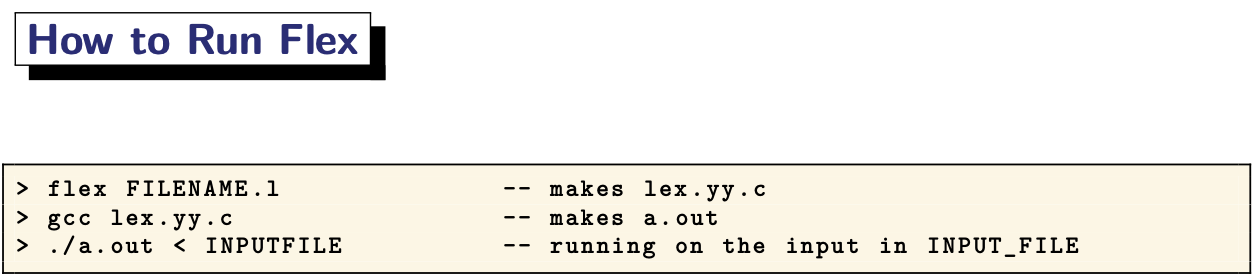 How to Run Flex
> flex FILENAME.l -- makes lex.yy.c
> gcc lex.yy.c -- makes a.out
> ./a.out < INPUTFILE -- running on the input in INPUT_FILE